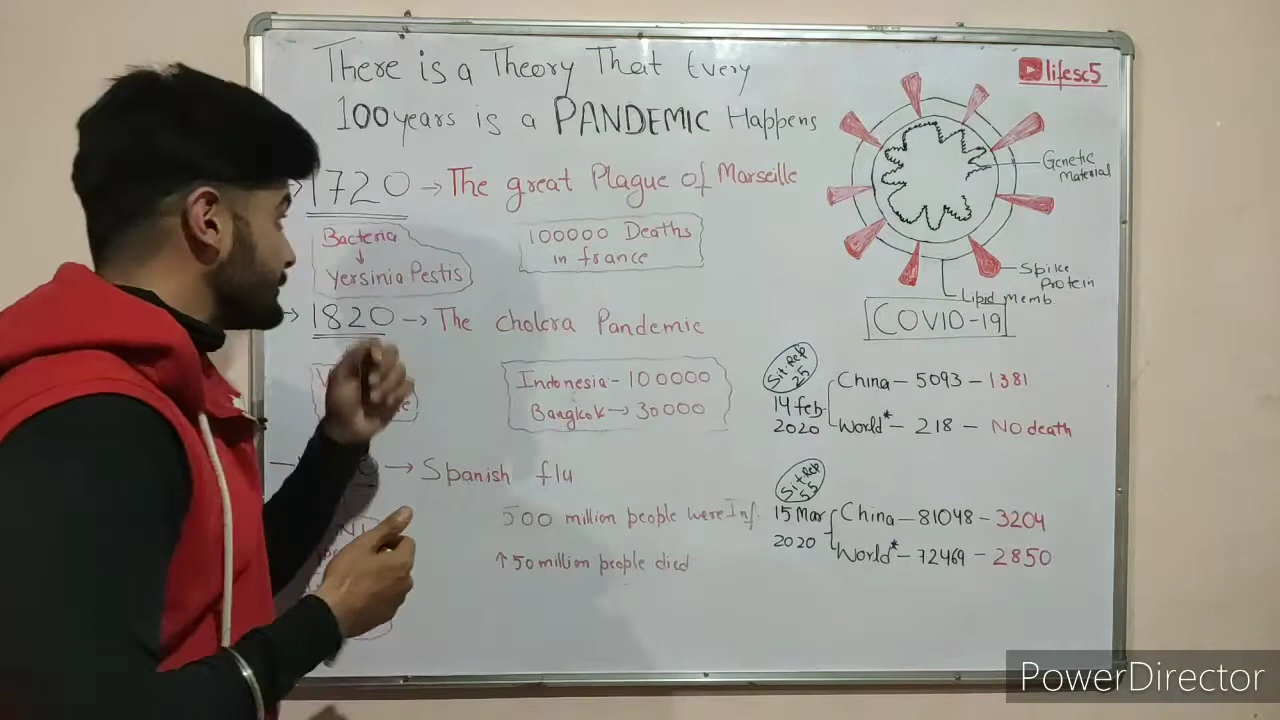 There is a Theory That Every
100 years is a PANDEMIC Happens
1720 → The great Plague of Marseille
Bacteria
↓
Yersinia Pestis
100000 Deaths
in france
1820 → The cholera Pandemic
Indonesia - 100000
Bangkok → 30000
→ Spanish flu
500 million people were Inf.
↑ 50 million people died
lifesc5
Genetic
Material
Spike
Protein
Lipid memb
COVID-19
Sit Rep
25
14 feb
2020
China - 5093 - 1381
World* - 218 - NO death
Sit Rep
55
15 Mar
2020
China - 81048 - 3204
World* - 72469 - 2850
PowerDirector